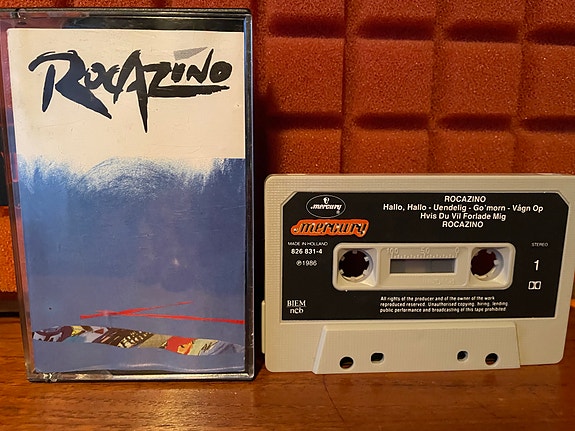 ROCAZINO
mercury
mercury
MADE IN HOLLAND
826 831-4
℗1986
ROCAZINO
Hallo, Hallo - Uendelig - Go'morn - Vågn Op
Hvis Du Vil Forlade Mig
ROCAZINO
STEREO
1
100 50
All rights of the producer and of the owner of the work
reproduced reserved. Unauthorised copying, hiring, lending
public performance and broadcasting of this tape prohibited
BIEM
ncb